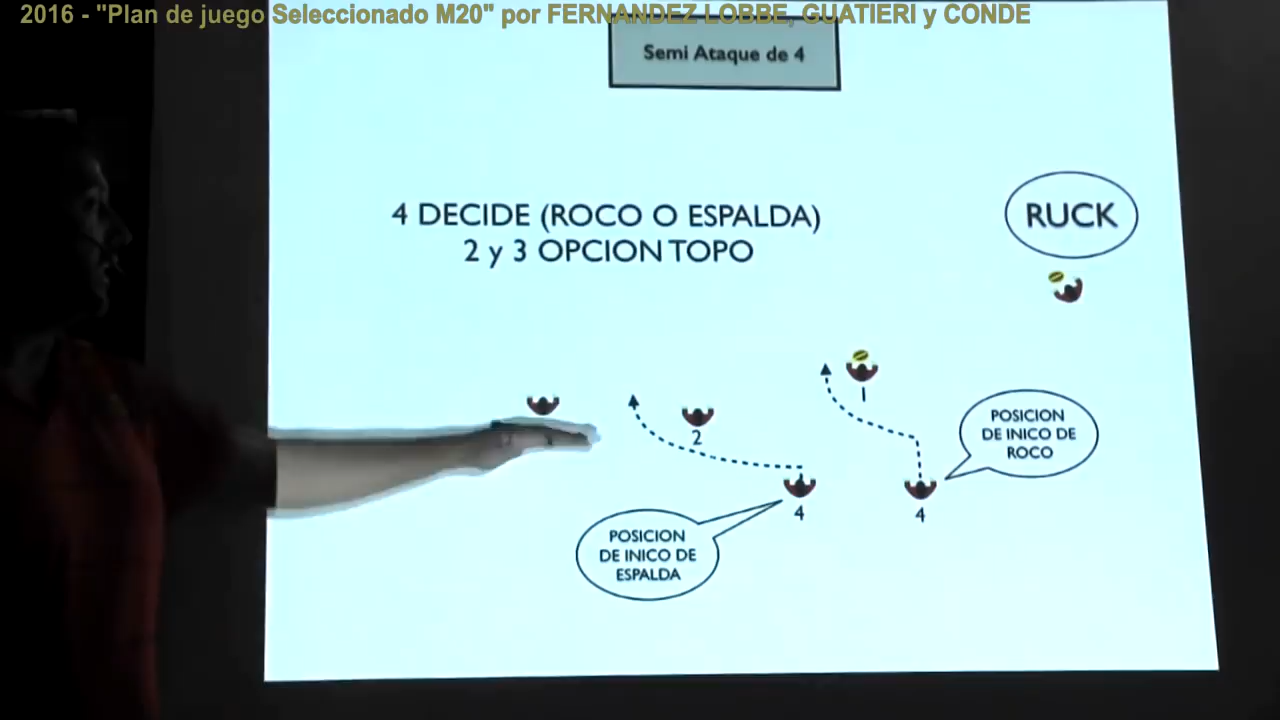 2016 - "Plan de juego Seleccionado M20" por FERNANDEZ LOBBE, GUATIERI y CONDE
Semi Ataque de 4
4 DECIDE (ROCO O ESPALDA)
2 y 3 OPCION TOPO
RUCK
1
2
POSICION
DE INICO DE
ROCO
4
4
POSICION
DE INICO DE
ESPALDA